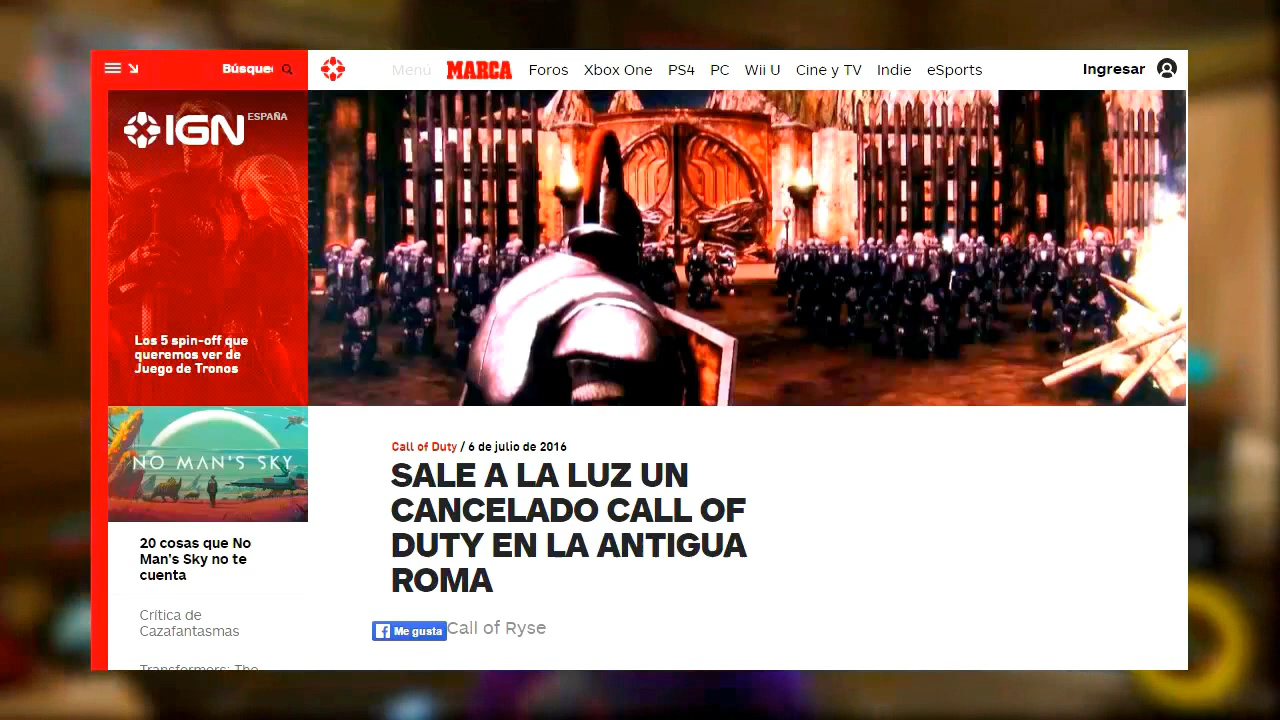 Búsque
Menú
MARCA
Foros
Xbox One
PS4
PC
Wii U
Cine y TV
Indie
eSports
Ingresar
IGN
ESPAÑA
Los 5 spin-off que
queremos ver de
Juego de Tronos
NO MAN'S SKY
20 cosas que No
Man's Sky no te
cuenta
Crítica de
Cazafantasmas
Transformers: The
Call of Duty / 6 de julio de 2016
SALE A LA LUZ UN
CANCELADO CALL OF
DUTY EN LA ANTIGUA
ROMA
Me gusta
Call of Ryse